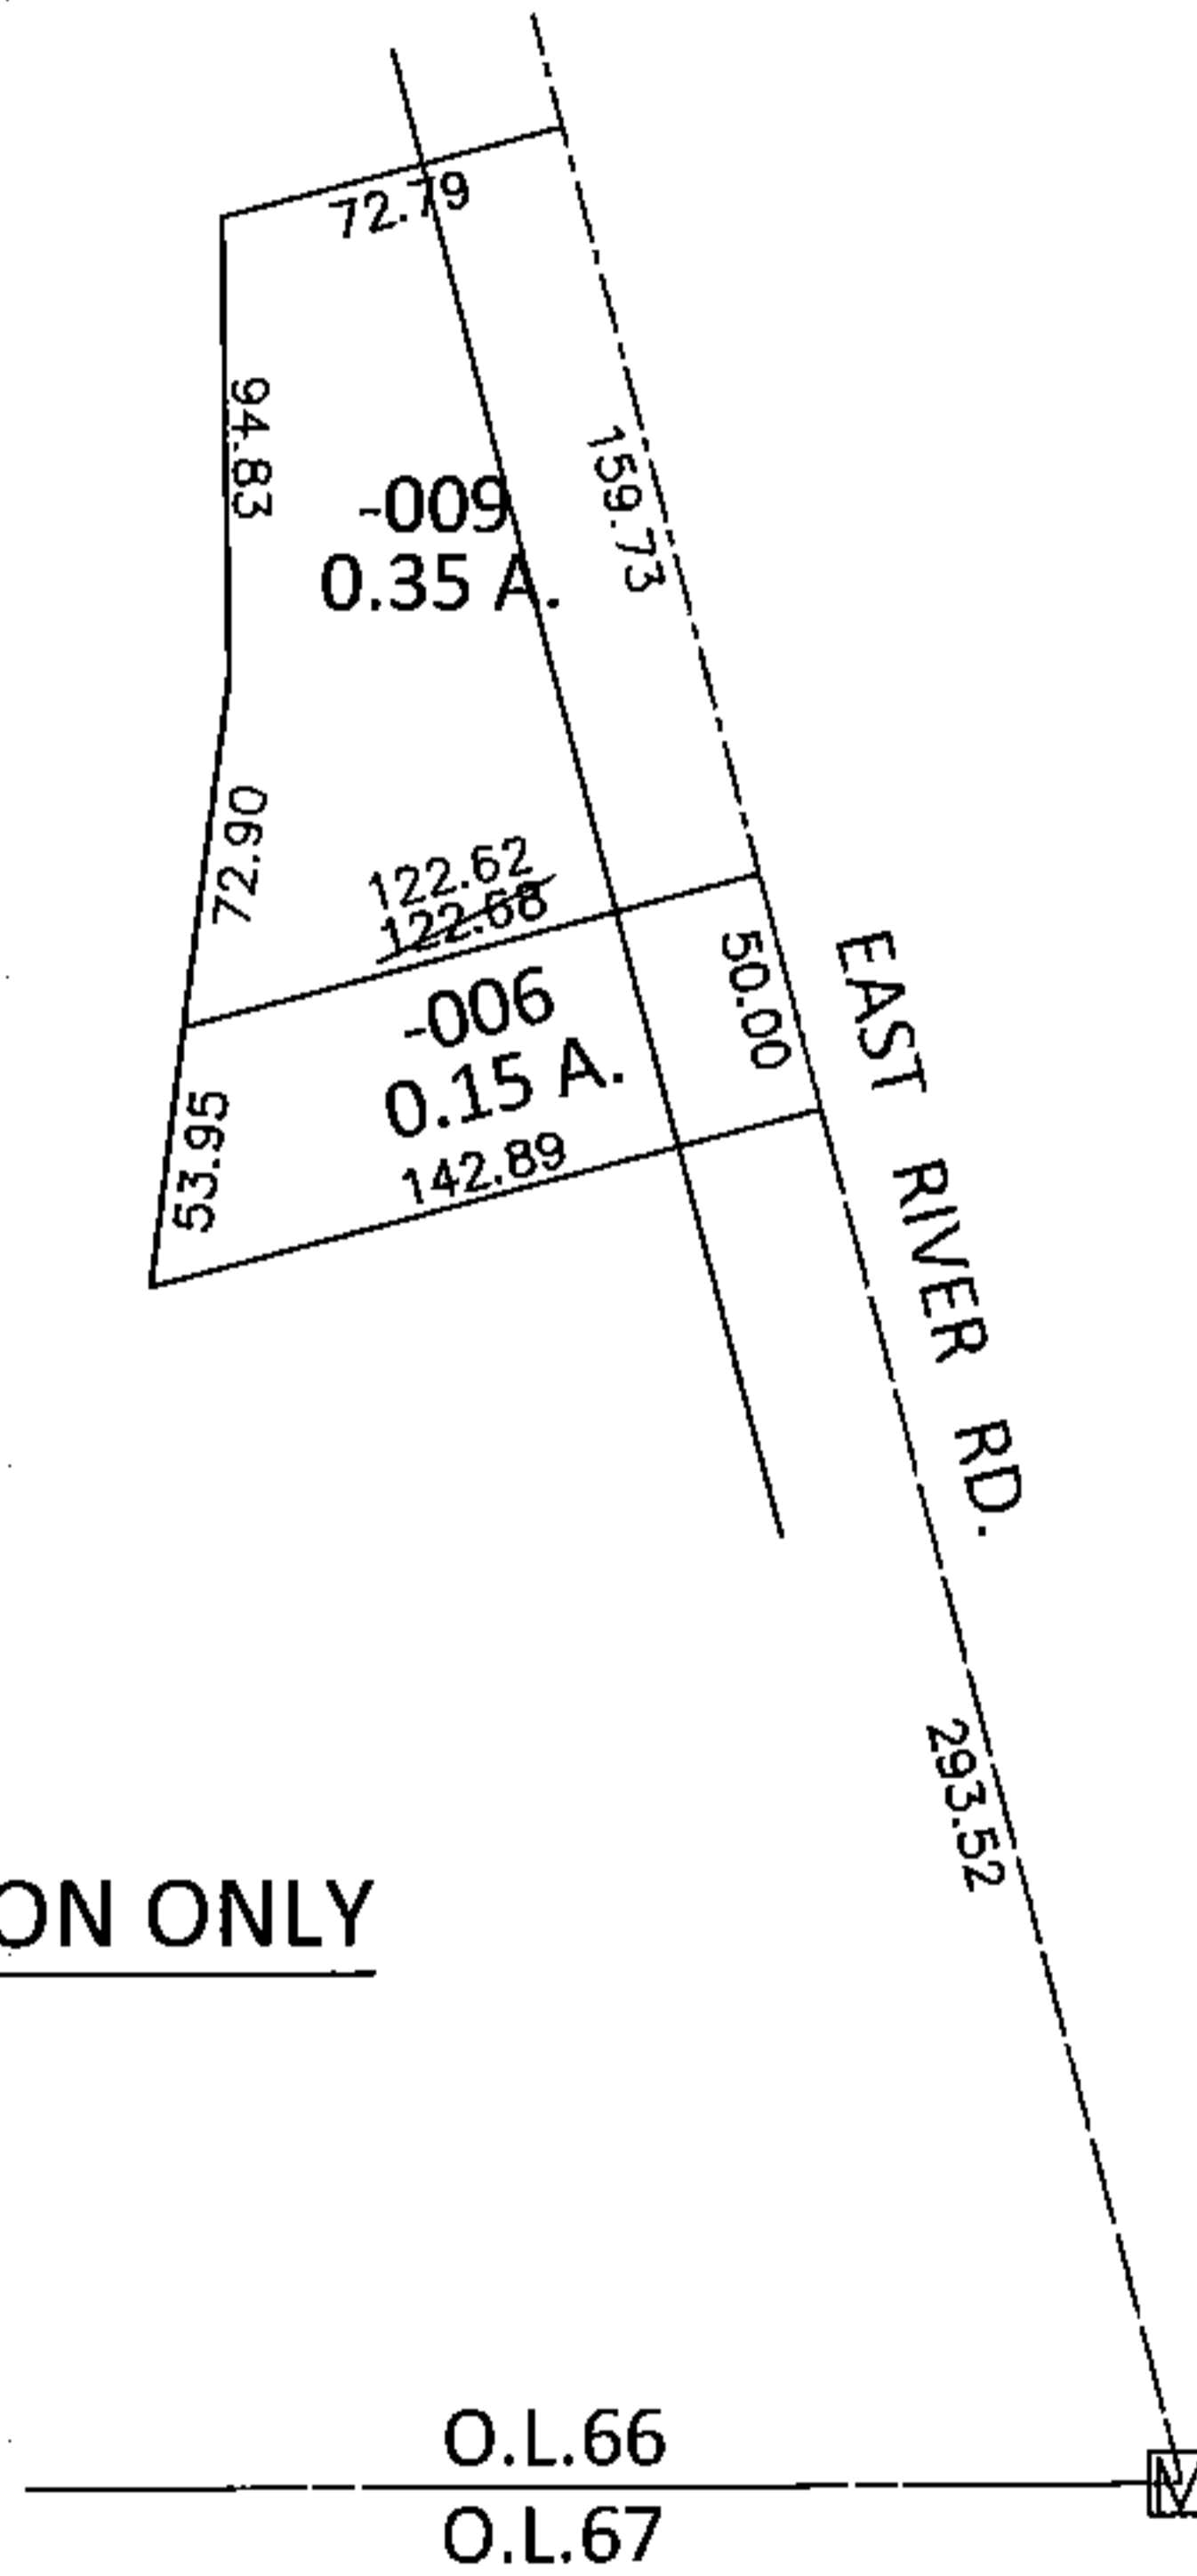 72.79
94.83
159.73
-009
0.35 A.
72.90
122.62
122.68
50.00
-006
0.15 A.
53.95
142.89
EAST RIVER RD.
293.52
ON ONLY
O.L.66
M
O.L.67